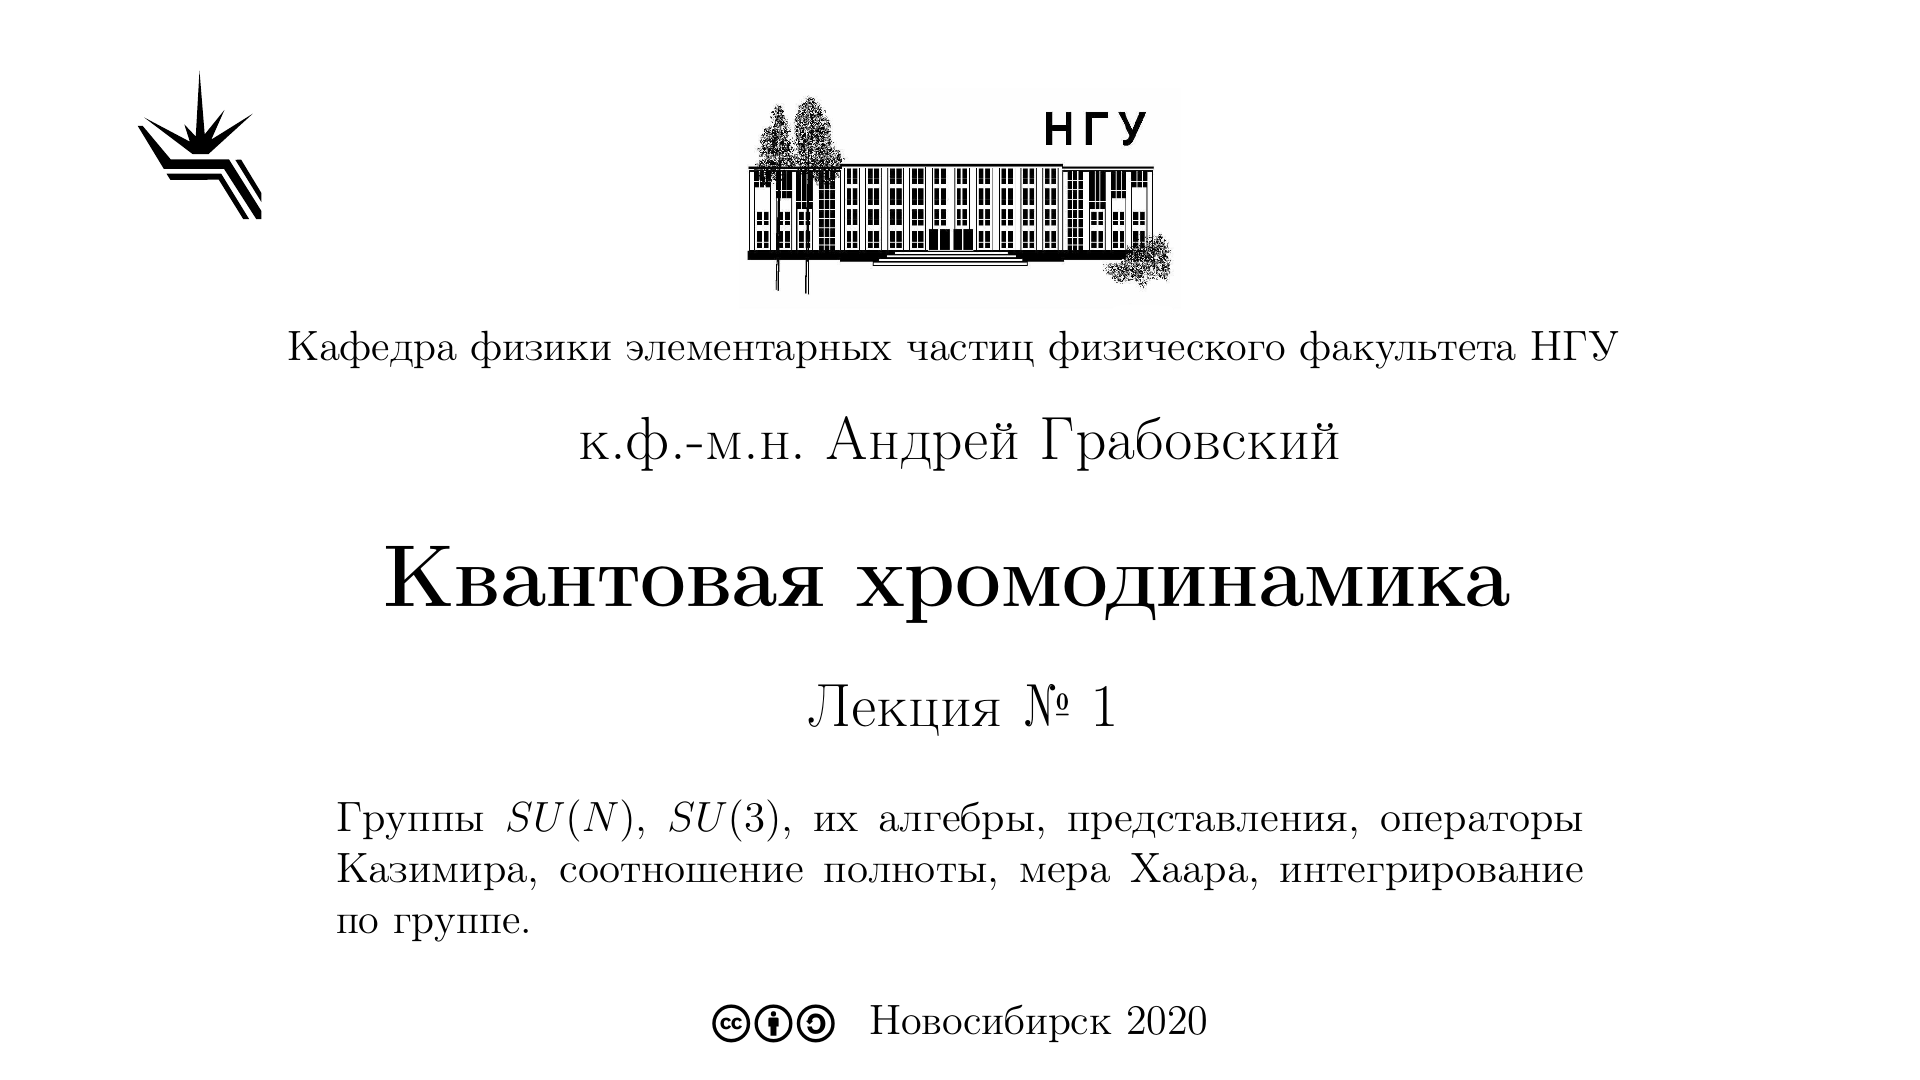 НГУ
Кафедра физики элементарных частиц физического факультета НГУ
к.ф.-м.н. Андрей Грабовский
Квантовая хромодинамика
Лекция № 1
Группы SU(N), SU(3), их алгебры, представления, операторы
Казимира, соотношение полноты, мера Хаара, интегрирование
по группе.
cc Новосибирск 2020